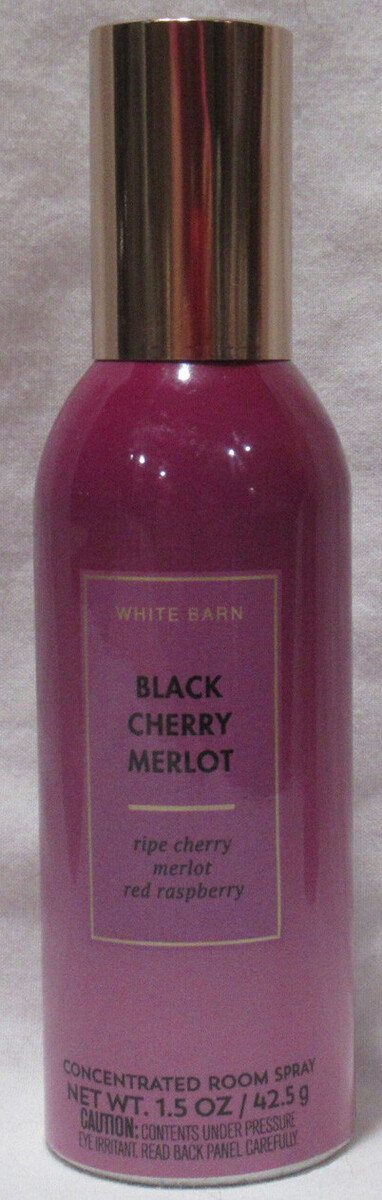 WHITE BARN
BLACK
CHERRY
MERLOT
ripe cherry
merlot
red raspberry
CONCENTRATED ROOM SPRAY
NET WT. 1.5 OZ / 42.5 g
CAUTION: CONTENTS UNDER PRESSURE
EYE IRRITANT. READ BACK PANEL CAREFULLY.